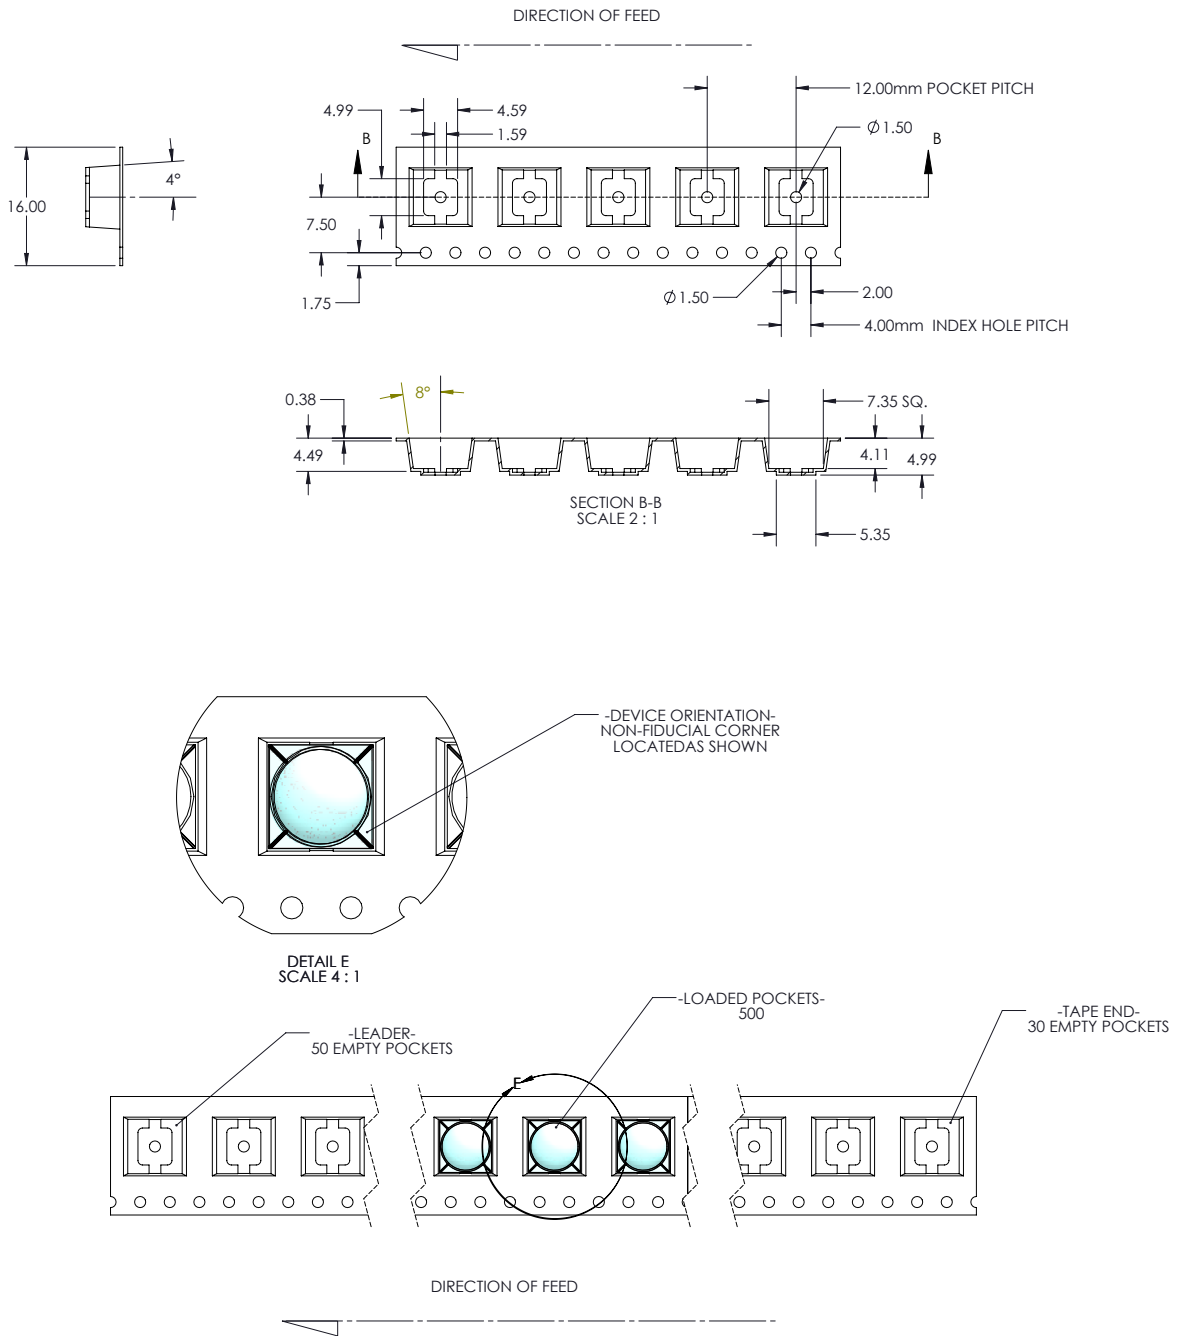 DIRECTION OF FEED
12.00mm POCKET PITCH
4.99
4.59
1.59
Ø1.50
B
B
4°
16.00
7.50
1.75
Ø1.50
2.00
4.00mm INDEX HOLE PITCH
8°
0.38
7.35 SQ.
4.49
4.11
4.99
SECTION B-B
SCALE 2 : 1
5.35
-DEVICE ORIENTATION-
NON-FIDUCIAL CORNER
LOCATEDAS SHOWN
DETAIL E
SCALE 4 : 1
-LOADED POCKETS-
500
-TAPE END-
30 EMPTY POCKETS
-LEADER-
50 EMPTY POCKETS
E
DIRECTION OF FEED